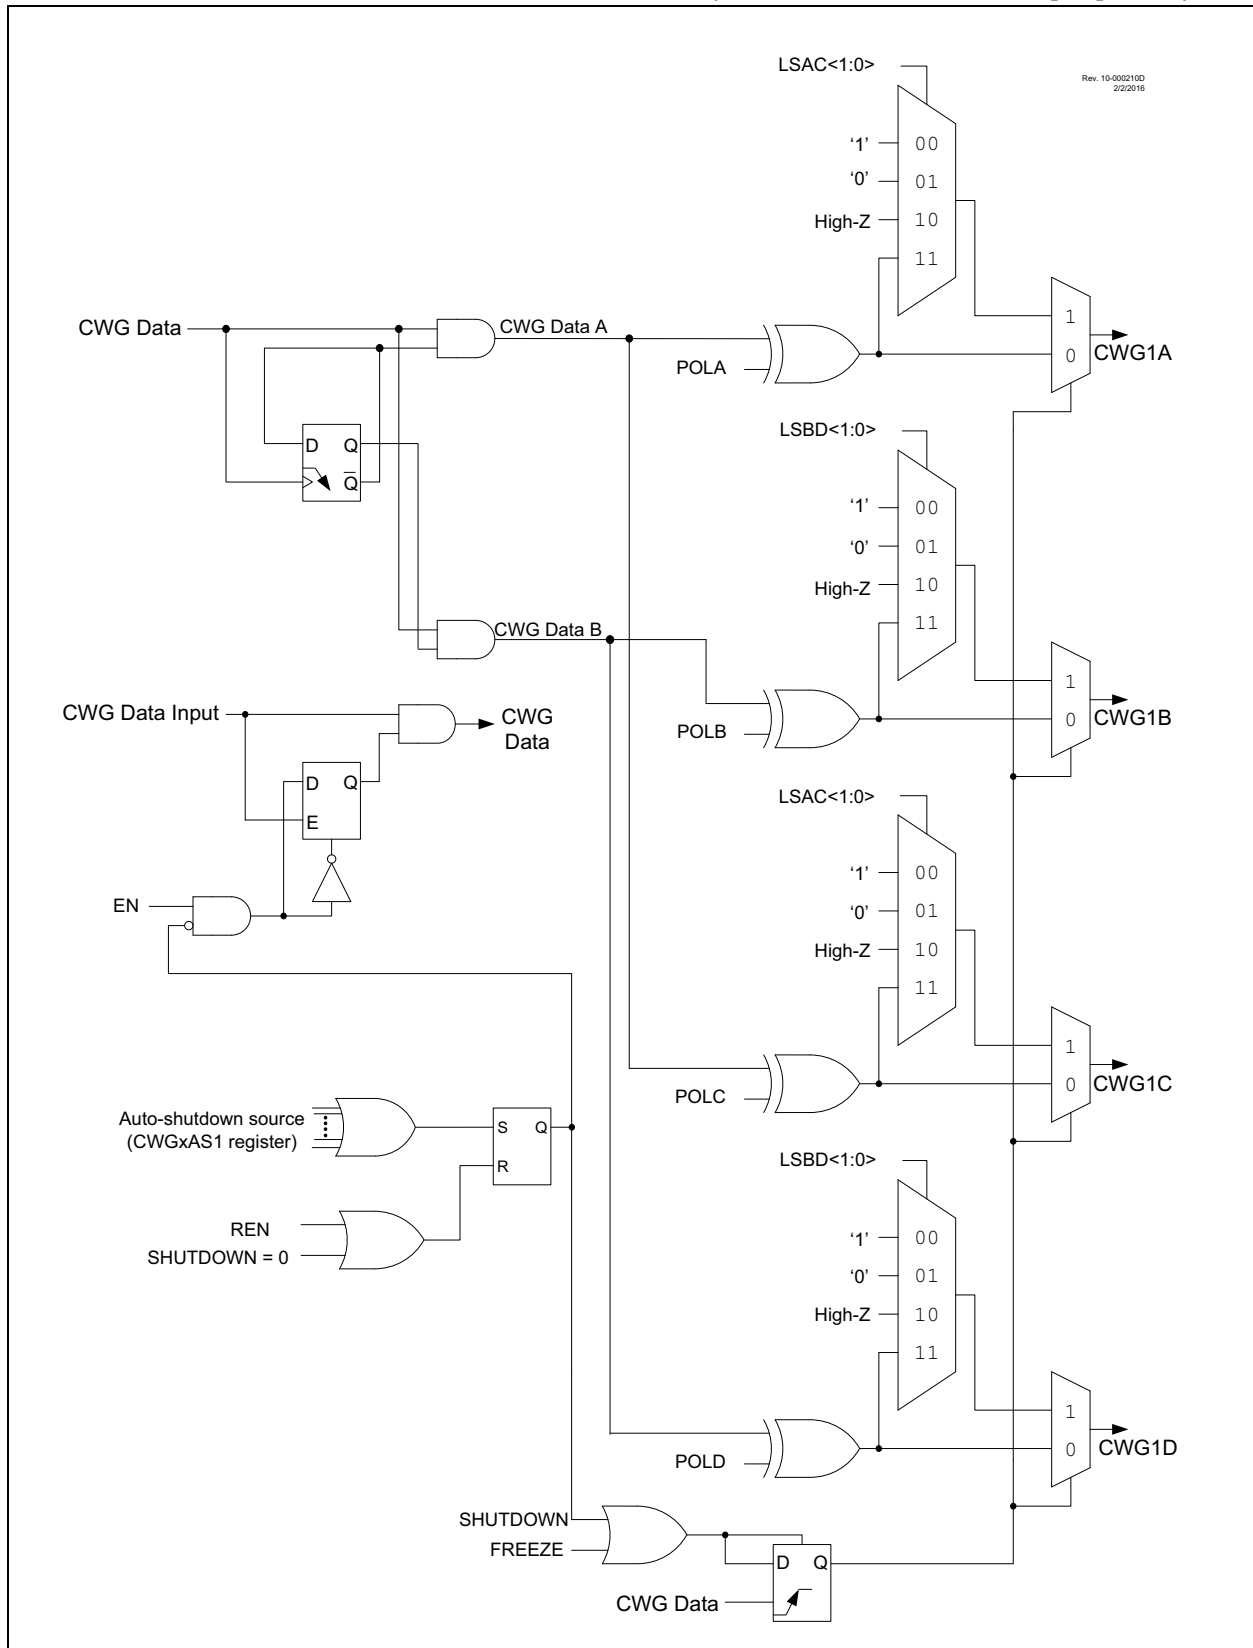 LSAC<1:0>
Rev. 10-000210D
2/2/2016
'1'
00
'0'
01
High-Z
10
11
CWG Data
CWG Data A
POLA
1
0
CWG1A
D
Q
Q̅
LSBD<1:0>
'1'
00
'0'
01
High-Z
10
11
CWG Data B
POLB
1
0
CWG1B
CWG Data Input
CWG
Data
D
Q
E
EN
LSAC<1:0>
'1'
00
'0'
01
High-Z
10
11
POLC
1
0
CWG1C
Auto-shutdown source
(CWGxAS1 register)
S
Q
R
REN
SHUTDOWN = 0
LSBD<1:0>
'1'
00
'0'
01
High-Z
10
11
POLD
1
0
CWG1D
SHUTDOWN
FREEZE
D
Q
CWG Data